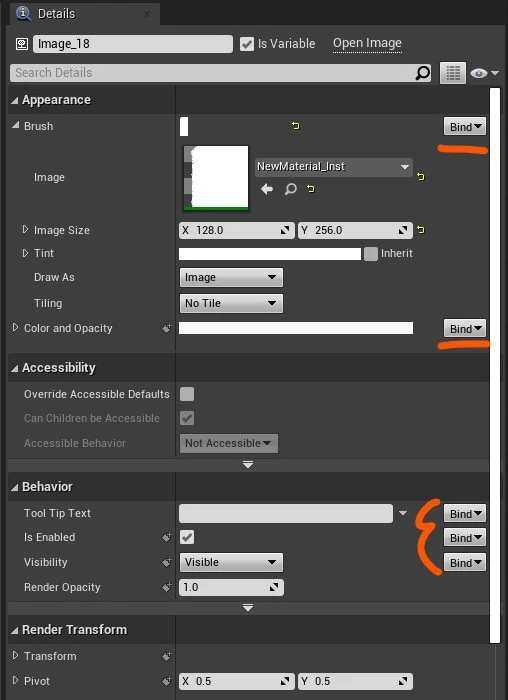 Details
Image_18 Is Variable Open Image
Search Details
Appearance
Brush Bind
Image NewMaterial_Inst
Image Size X 128.0 Y 256.0
Tint Inherit
Draw As Image
Tiling No Tile
Color and Opacity Bind
Accessibility
Override Accessible Defaults
Can Children be Accessible
Accessible Behavior Not Accessible
Behavior
Tool Tip Text Bind
Is Enabled Bind
Visibility Visible Bind
Render Opacity 1.0
Render Transform
Transform
Pivot X 0.5 Y 0.5